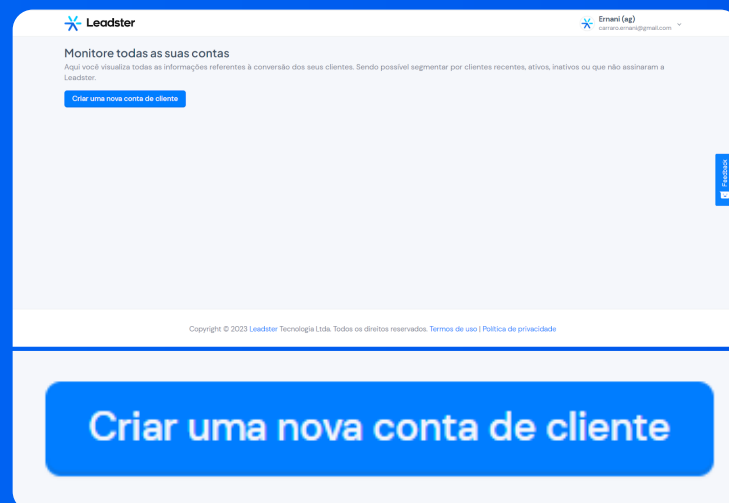 Leadster
Ernani (ag)
carraro.ernani@gmail.com
Monitore todas as suas contas
Aqui você visualiza todas as informações referentes à conversão dos seus clientes. Sendo possível segmentar por clientes recentes, ativos, inativos ou que não assinaram a
Leadster.
Criar uma nova conta de cliente
Feedback
Copyright © 2023 Leadster Tecnologia Ltda. Todos os direitos reservados. Termos de uso | Política de privacidade
Criar uma nova conta de cliente